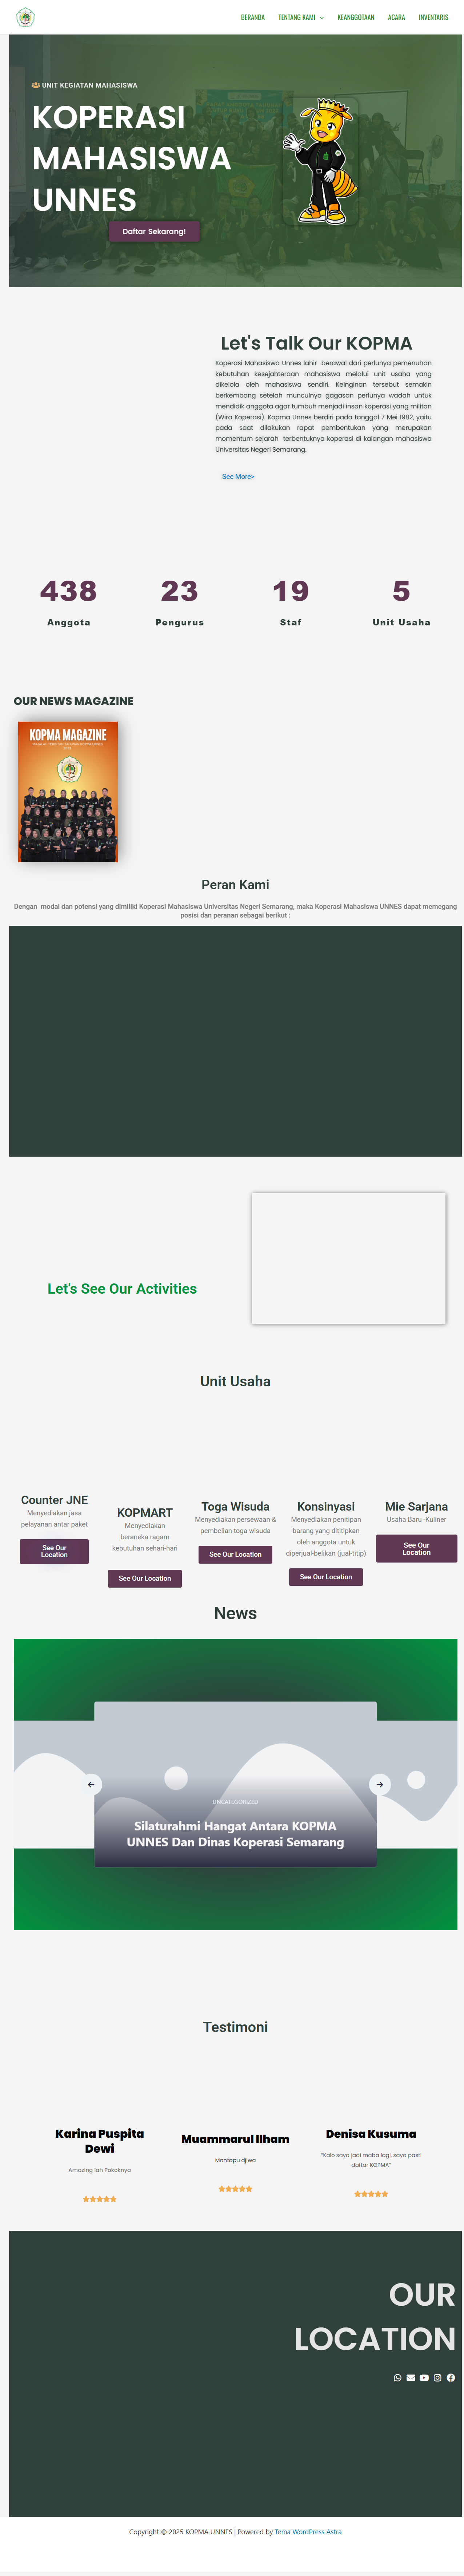 BERANDA
TENTANG KAMI
KEANGGOTAAN
ACARA
INVENTARIS
UNIT KEGIATAN MAHASISWA
KOPERASI
MAHASISWA
UNNES
Daftar Sekarang!
Let's Talk Our KOPMA
Koperasi Mahasiswa Unnes lahir berawal dari perlunya pemenuhan
kebutuhan kesejahteraan mahasiswa melalui unit usaha yang
dikelola oleh mahasiswa sendiri. Keinginan tersebut semakin
berkembang setelah munculnya gagasan perlunya wadah untuk
mendidik anggota agar tumbuh menjadi insan koperasi yang militan
(Wira Koperasi). Kopma Unnes berdiri pada tanggal 7 Mei 1982, yaitu
pada saat dilakukan rapat pembentukan yang merupakan
momentum sejarah terbentuknya koperasi di kalangan mahasiswa
Universitas Negeri Semarang.
See More>
438
Anggota
23
Pengurus
19
Staf
5
Unit Usaha
OUR NEWS MAGAZINE
KOPMA MAGAZINE
Peran Kami
Dengan modal dan potensi yang dimiliki Koperasi Mahasiswa Universitas Negeri Semarang, maka Koperasi Mahasiswa UNNES dapat memegang
posisi dan peranan sebagai berikut :
Let's See Our Activities
Unit Usaha
Counter JNE
Menyediakan jasa
pelayanan antar paket
See Our
Location
KOPMART
Menyediakan
beraneka ragam
kebutuhan sehari-hari
See Our Location
Toga Wisuda
Menyediakan persewaan &
pembelian toga wisuda
See Our Location
Konsinyasi
Menyediakan penitipan
barang yang dititipkan
oleh anggota untuk
diperjual-belikan (jual-titip)
See Our Location
Mie Sarjana
Usaha Baru -Kuliner
See Our
Location
News
UNCATEGORIZED
Silaturahmi Hangat Antara KOPMA
UNNES Dan Dinas Koperasi Semarang
Testimoni
Karina Puspita
Dewi
Amazing lah Pokoknya
Muammarul Ilham
Mantapu djiwa
Denisa Kusuma
"Kalo saya jadi maba lagi, saya pasti
daftar KOPMA"
OUR
LOCATION
Copyright © 2025 KOPMA UNNES | Powered by Tema WordPress Astra